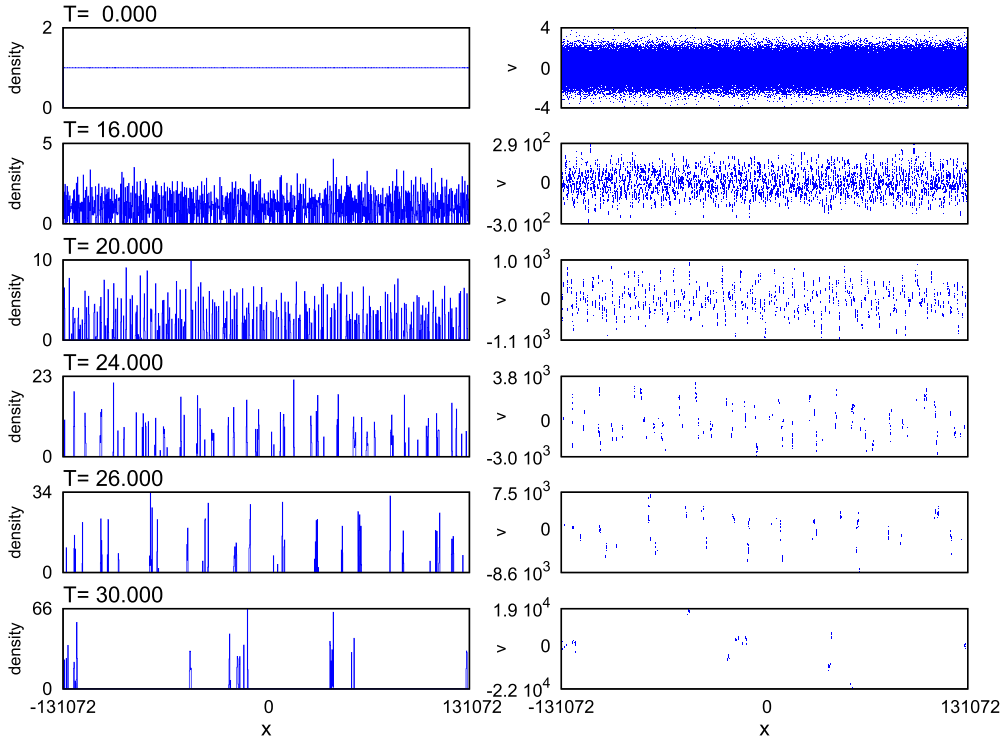 T= 0.000
2
density
0
4
v
0
-4
T= 16.000
5
density
0
2.9 10²
v
0
-3.0 10²
T= 20.000
10
density
0
1.0 10³
v
0
-1.1 10³
T= 24.000
23
density
0
3.8 10³
v
0
-3.0 10³
T= 26.000
34
density
0
7.5 10³
v
0
-8.6 10³
T= 30.000
66
density
0
1.9 10⁴
v
0
-2.2 10⁴
-131072 0 131072
x
-131072 0 131072
x